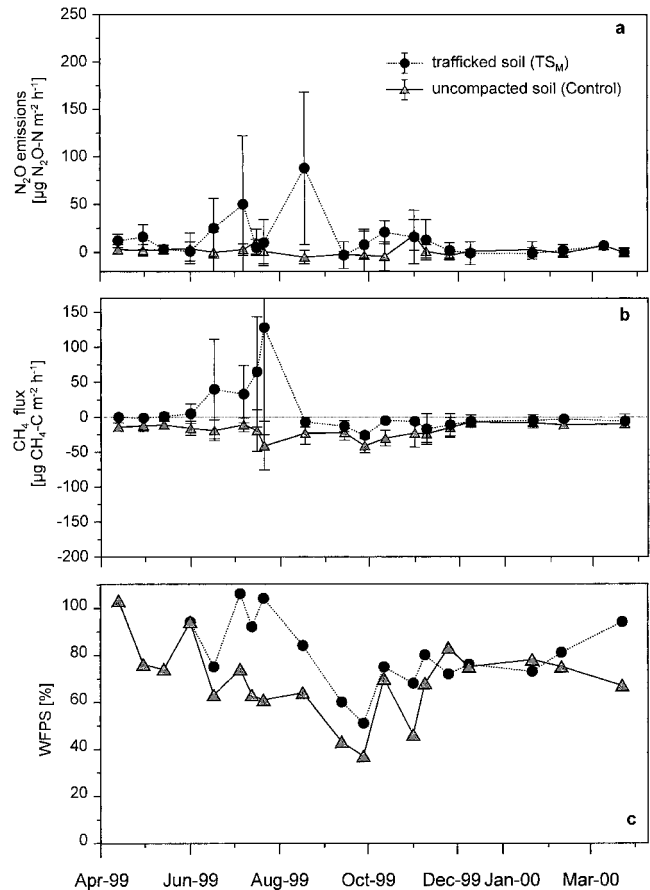 a
250
200
150
100
50
0
N₂O emissions
[µg N₂O-N m⁻² h⁻¹]
trafficked soil (TS_M)
uncompacted soil (Control)
b
150
100
50
0
-50
-100
-150
-200
CH₄ flux
[µg CH₄-C m⁻² h⁻¹]
100
80
60
40
20
0
WFPS [%]
c
Apr-99 Jun-99 Aug-99 Oct-99 Dec-99 Jan-00 Mar-00